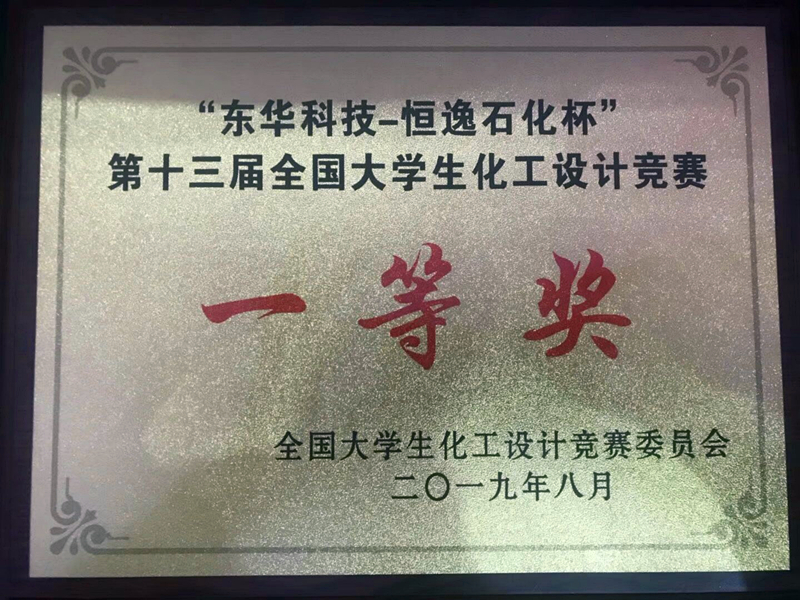 “东华科技-恒逸石化杯”
第十三届全国大学生化工设计竞赛
一等奖
全国大学生化工设计竞赛委员会
二〇一九年八月